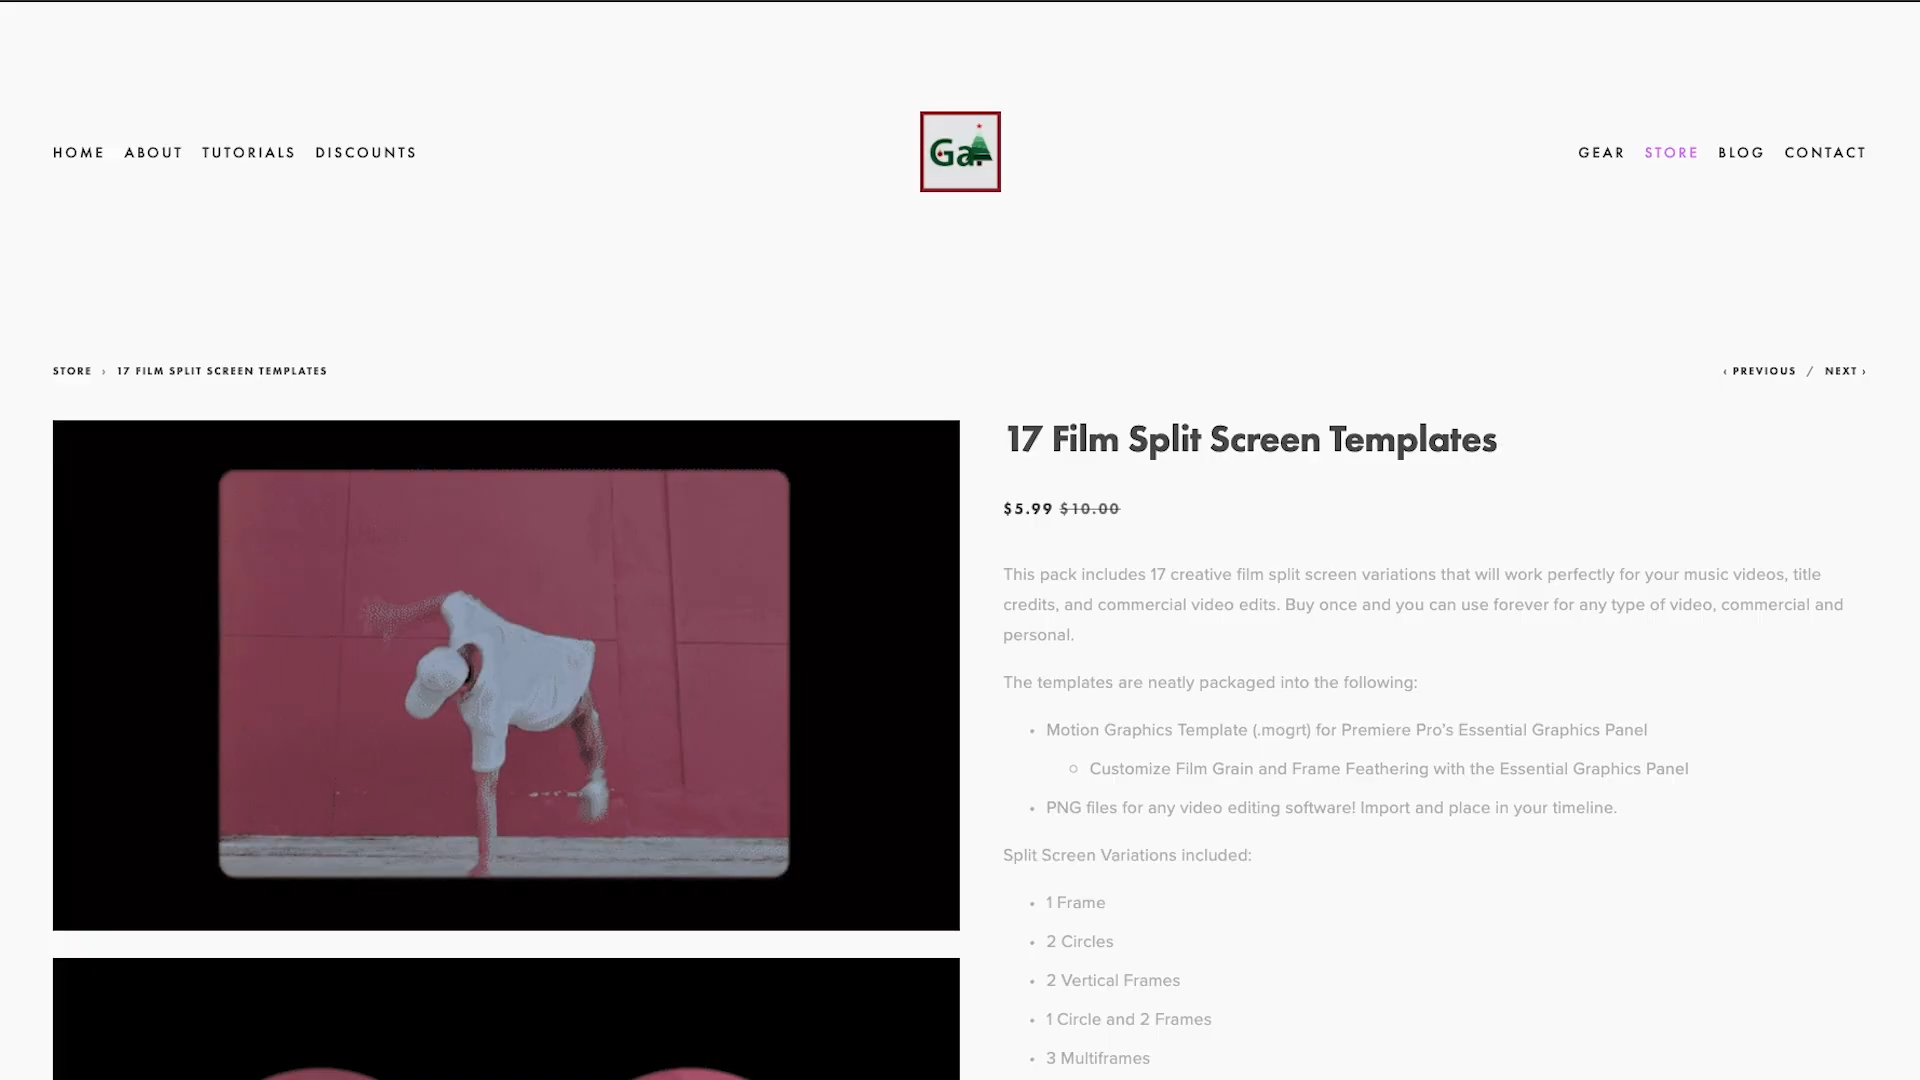 HOME ABOUT TUTORIALS DISCOUNTS
Ga.
GEAR STORE BLOG CONTACT
STORE › 17 FILM SPLIT SCREEN TEMPLATES
‹ PREVIOUS / NEXT ›
17 Film Split Screen Templates
$5.99 $10.00
This pack includes 17 creative film split screen variations that will work perfectly for your music videos, title
credits, and commercial video edits. Buy once and you can use forever for any type of video, commercial and
personal.
The templates are neatly packaged into the following:
• Motion Graphics Template (.mogrt) for Premiere Pro’s Essential Graphics Panel
○ Customize Film Grain and Frame Feathering with the Essential Graphics Panel
• PNG files for any video editing software! Import and place in your timeline.
Split Screen Variations included:
• 1 Frame
• 2 Circles
• 2 Vertical Frames
• 1 Circle and 2 Frames
• 3 Multiframes